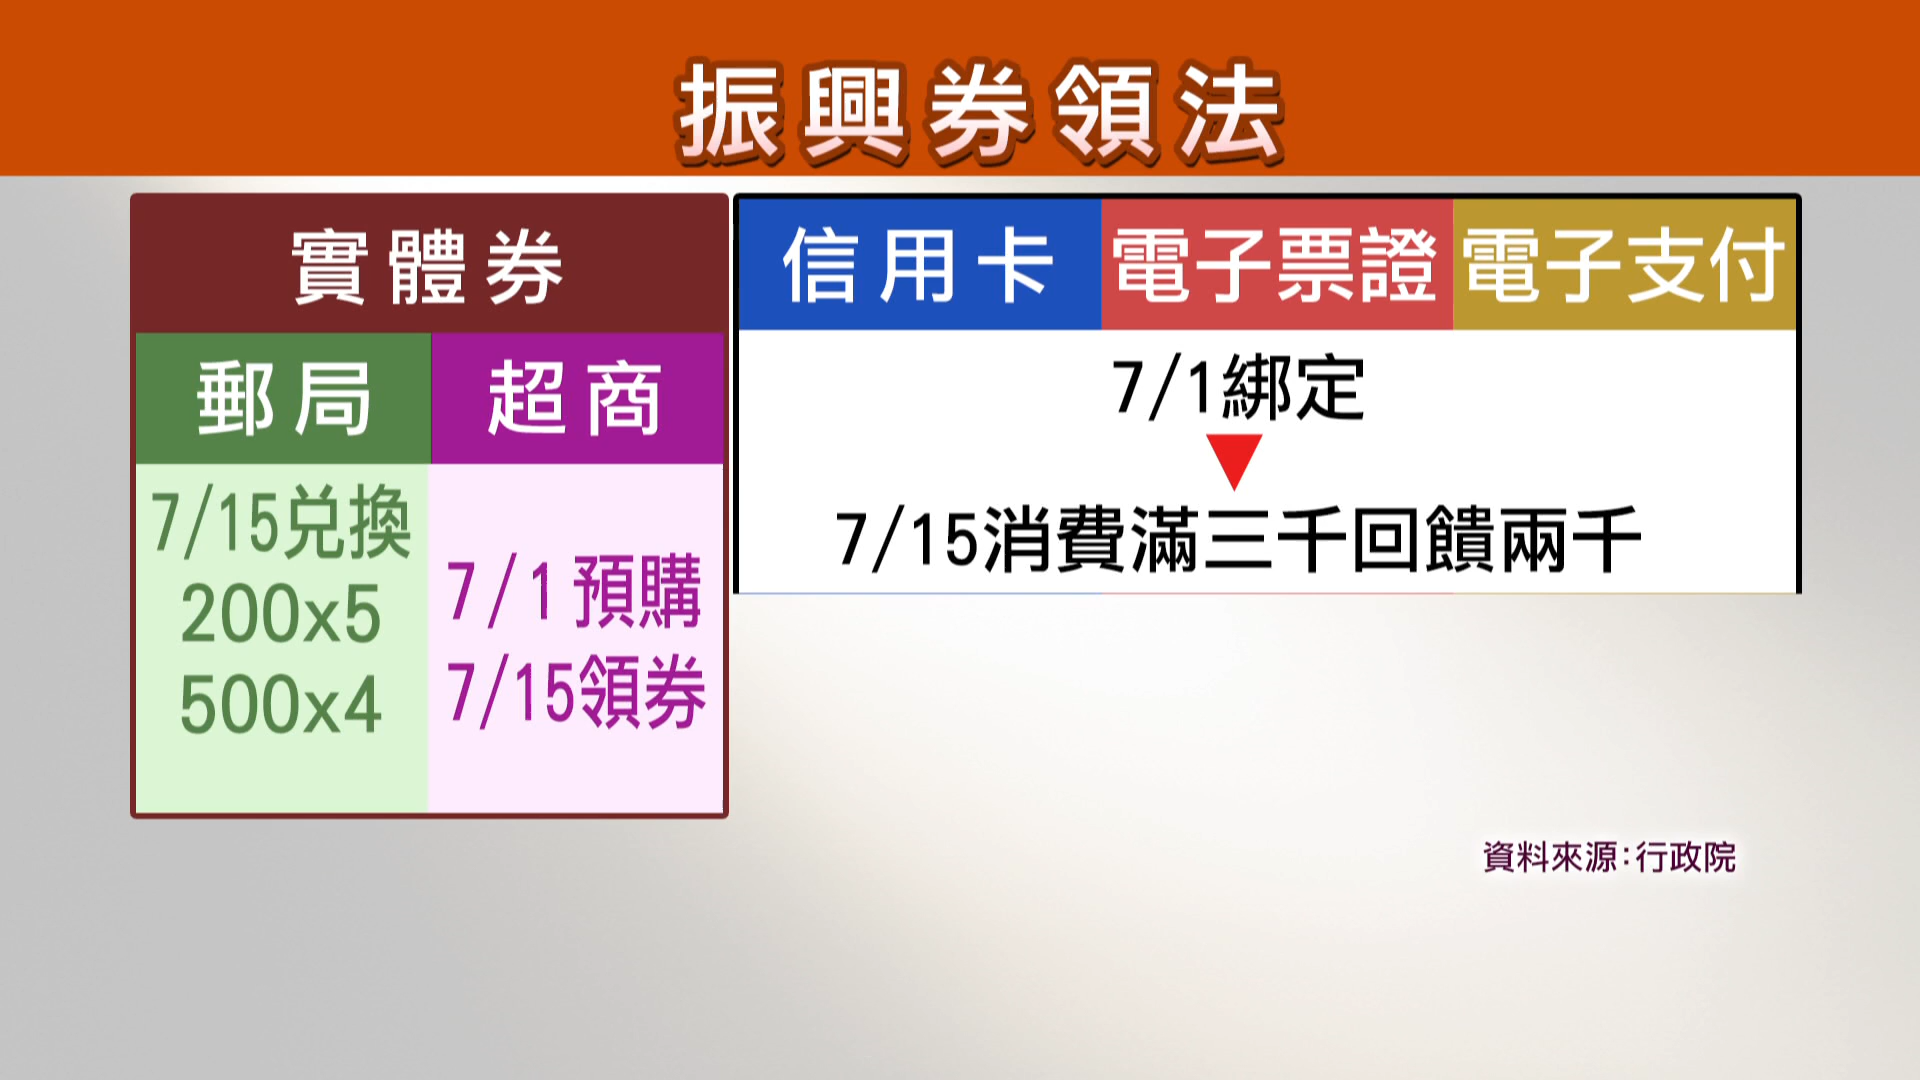 振興券領法
實體券
郵局
超商
7/15兌換
200x5
500x4
7/1預購
7/15領券
信用卡
電子票證
電子支付
7/1綁定
7/15消費滿三千回饋兩千
資料來源:行政院